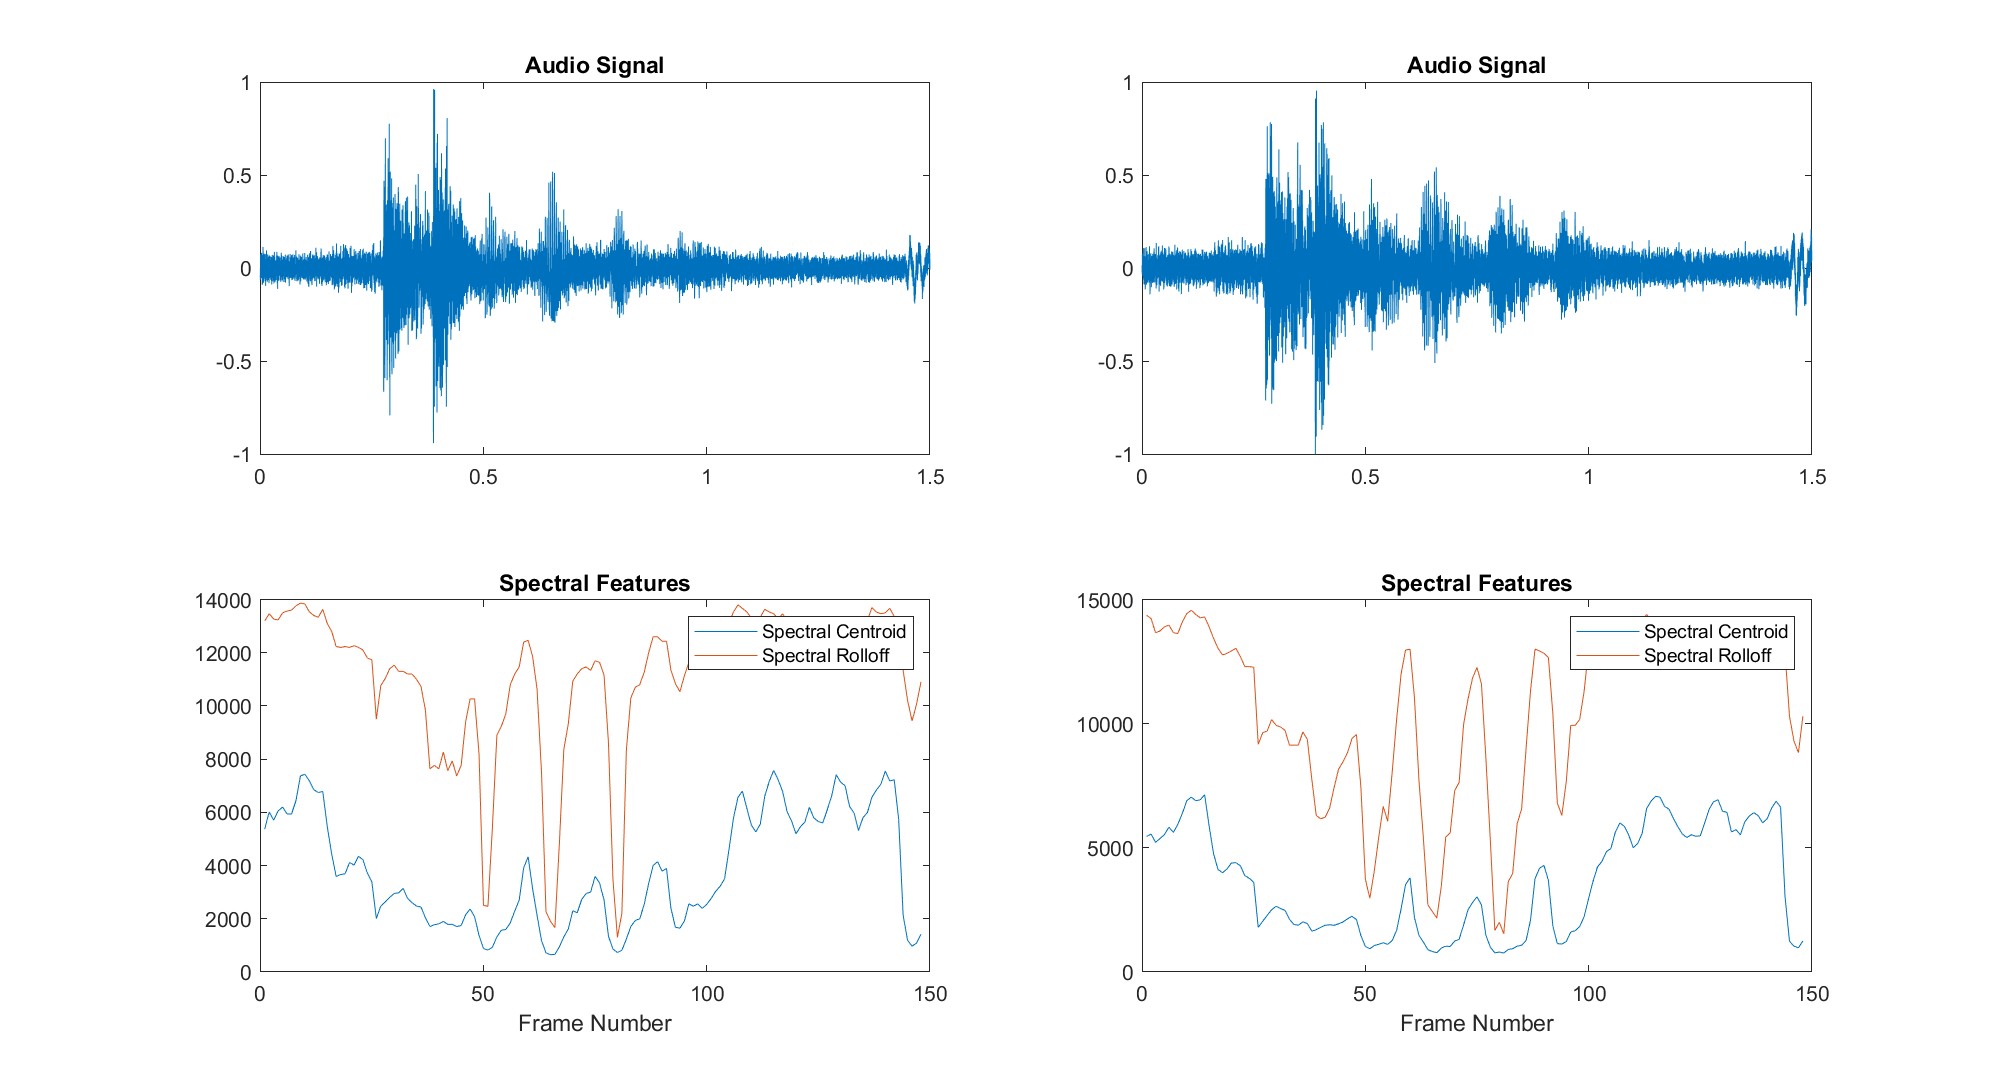 Audio Signal
1
0.5
0
-0.5
-1
0 0.5 1 1.5
Audio Signal
1
0.5
0
-0.5
-1
0 0.5 1 1.5
Spectral Features
14000
12000
10000
8000
6000
4000
2000
0
Spectral Centroid
Spectral Rolloff
0 50 100 150
Frame Number
Spectral Features
15000
10000
5000
0
Spectral Centroid
Spectral Rolloff
0 50 100 150
Frame Number